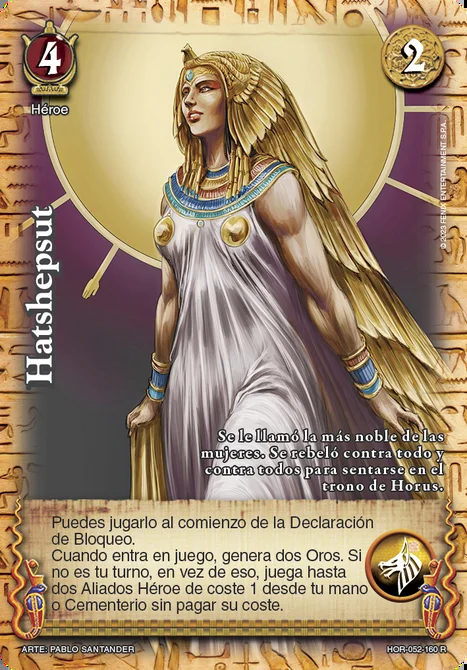 4
2
Héroe
Hatshepsut
© 2023 FENIX ENTERTAINMENT S.P.A.
Se le llamó la más noble de las
mujeres. Se rebeló contra todo y
contra todos para sentarse en el
trono de Horus.
Puedes jugarlo al comienzo de la Declaración
de Bloqueo.
Cuando entra en juego, genera dos Oros. Si
no es tu turno, en vez de eso, juega hasta
dos Aliados Héroe de coste 1 desde tu mano
o Cementerio sin pagar su coste.
ARTE: PABLO SANTANDER
HOR-052-160 R